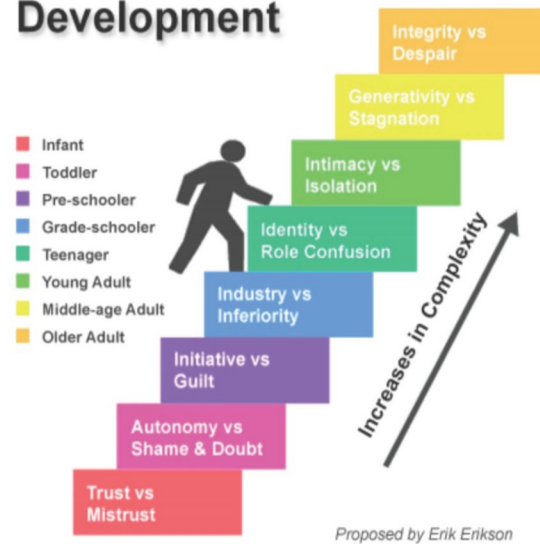 Development
Integrity vs
Despair
Generativity vs
Stagnation
Intimacy vs
Isolation
Identity vs
Role Confusion
Industry vs
Inferiority
Initiative vs
Guilt
Autonomy vs
Shame & Doubt
Trust vs
Mistrust
Infant
Toddler
Pre-schooler
Grade-schooler
Teenager
Young Adult
Middle-age Adult
Older Adult
Increases in Complexity
Proposed by Erik Erikson